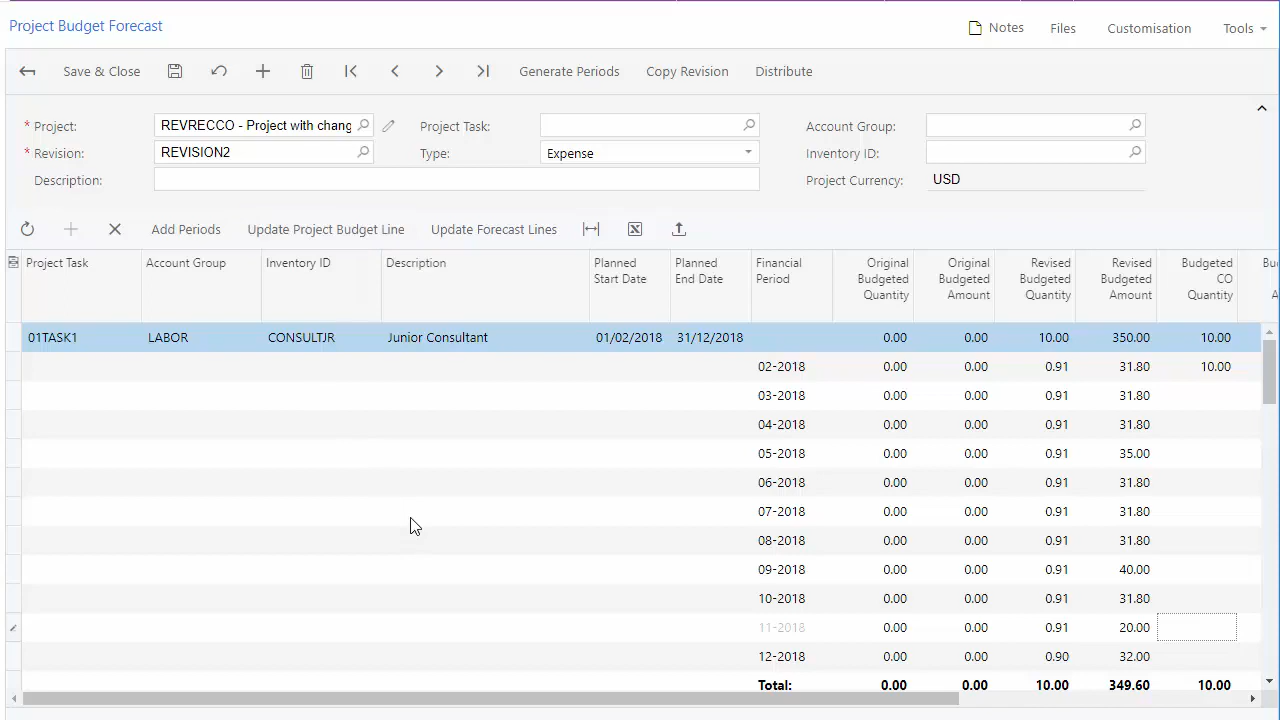 Project Budget Forecast
Notes Files Customisation Tools
Save & Close Generate Periods Copy Revision Distribute
* Project: REVRECCO - Project with chang Project Task: Account Group:
* Revision: REVISION2 Type: Expense Inventory ID:
Description: Project Currency: USD
Add Periods Update Project Budget Line Update Forecast Lines
Project Task Account Group Inventory ID Description Planned Start Date Planned End Date Financial Period Original Budgeted Quantity Original Budgeted Amount Revised Budgeted Quantity Revised Budgeted Amount Budgeted CO Quantity
01TASK1 LABOR CONSULTJR Junior Consultant 01/02/2018 31/12/2018 0.00 0.00 10.00 350.00 10.00
02-2018 0.00 0.00 0.91 31.80 10.00
03-2018 0.00 0.00 0.91 31.80
04-2018 0.00 0.00 0.91 31.80
05-2018 0.00 0.00 0.91 35.00
06-2018 0.00 0.00 0.91 31.80
07-2018 0.00 0.00 0.91 31.80
08-2018 0.00 0.00 0.91 31.80
09-2018 0.00 0.00 0.91 40.00
10-2018 0.00 0.00 0.91 31.80
11-2018 0.00 0.00 0.91 20.00
12-2018 0.00 0.00 0.90 32.00
Total: 0.00 0.00 10.00 349.60 10.00